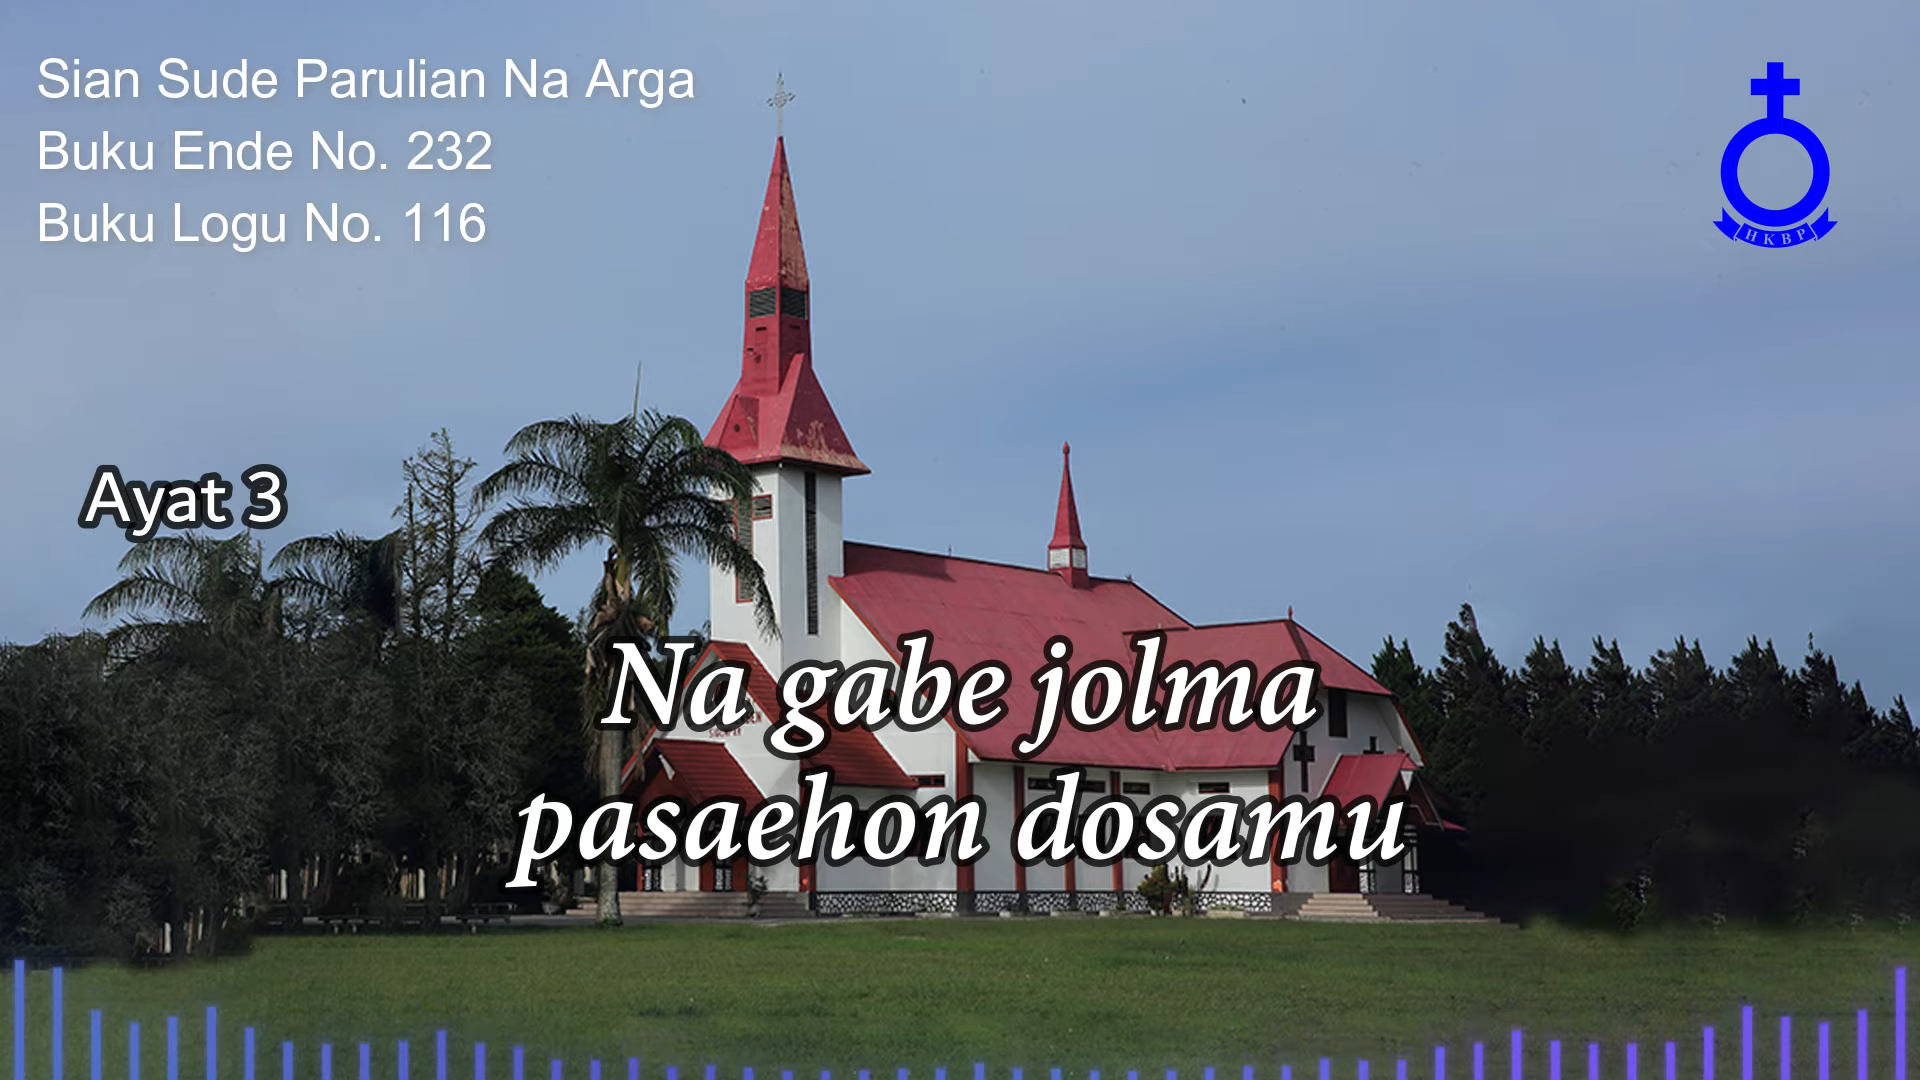 Sian Sude Parulian Na Arga
Buku Ende No. 232
Buku Logu No. 116
HKBP
Ayat 3
Na gabe jolma
pasaehon dosamu